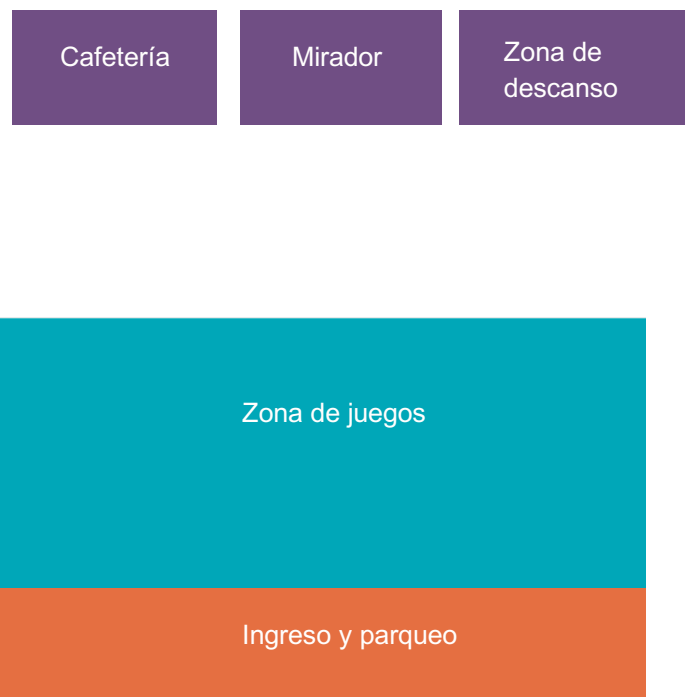 Cafetería
Mirador
Zona de
descanso
Zona de juegos
Ingreso y parqueo